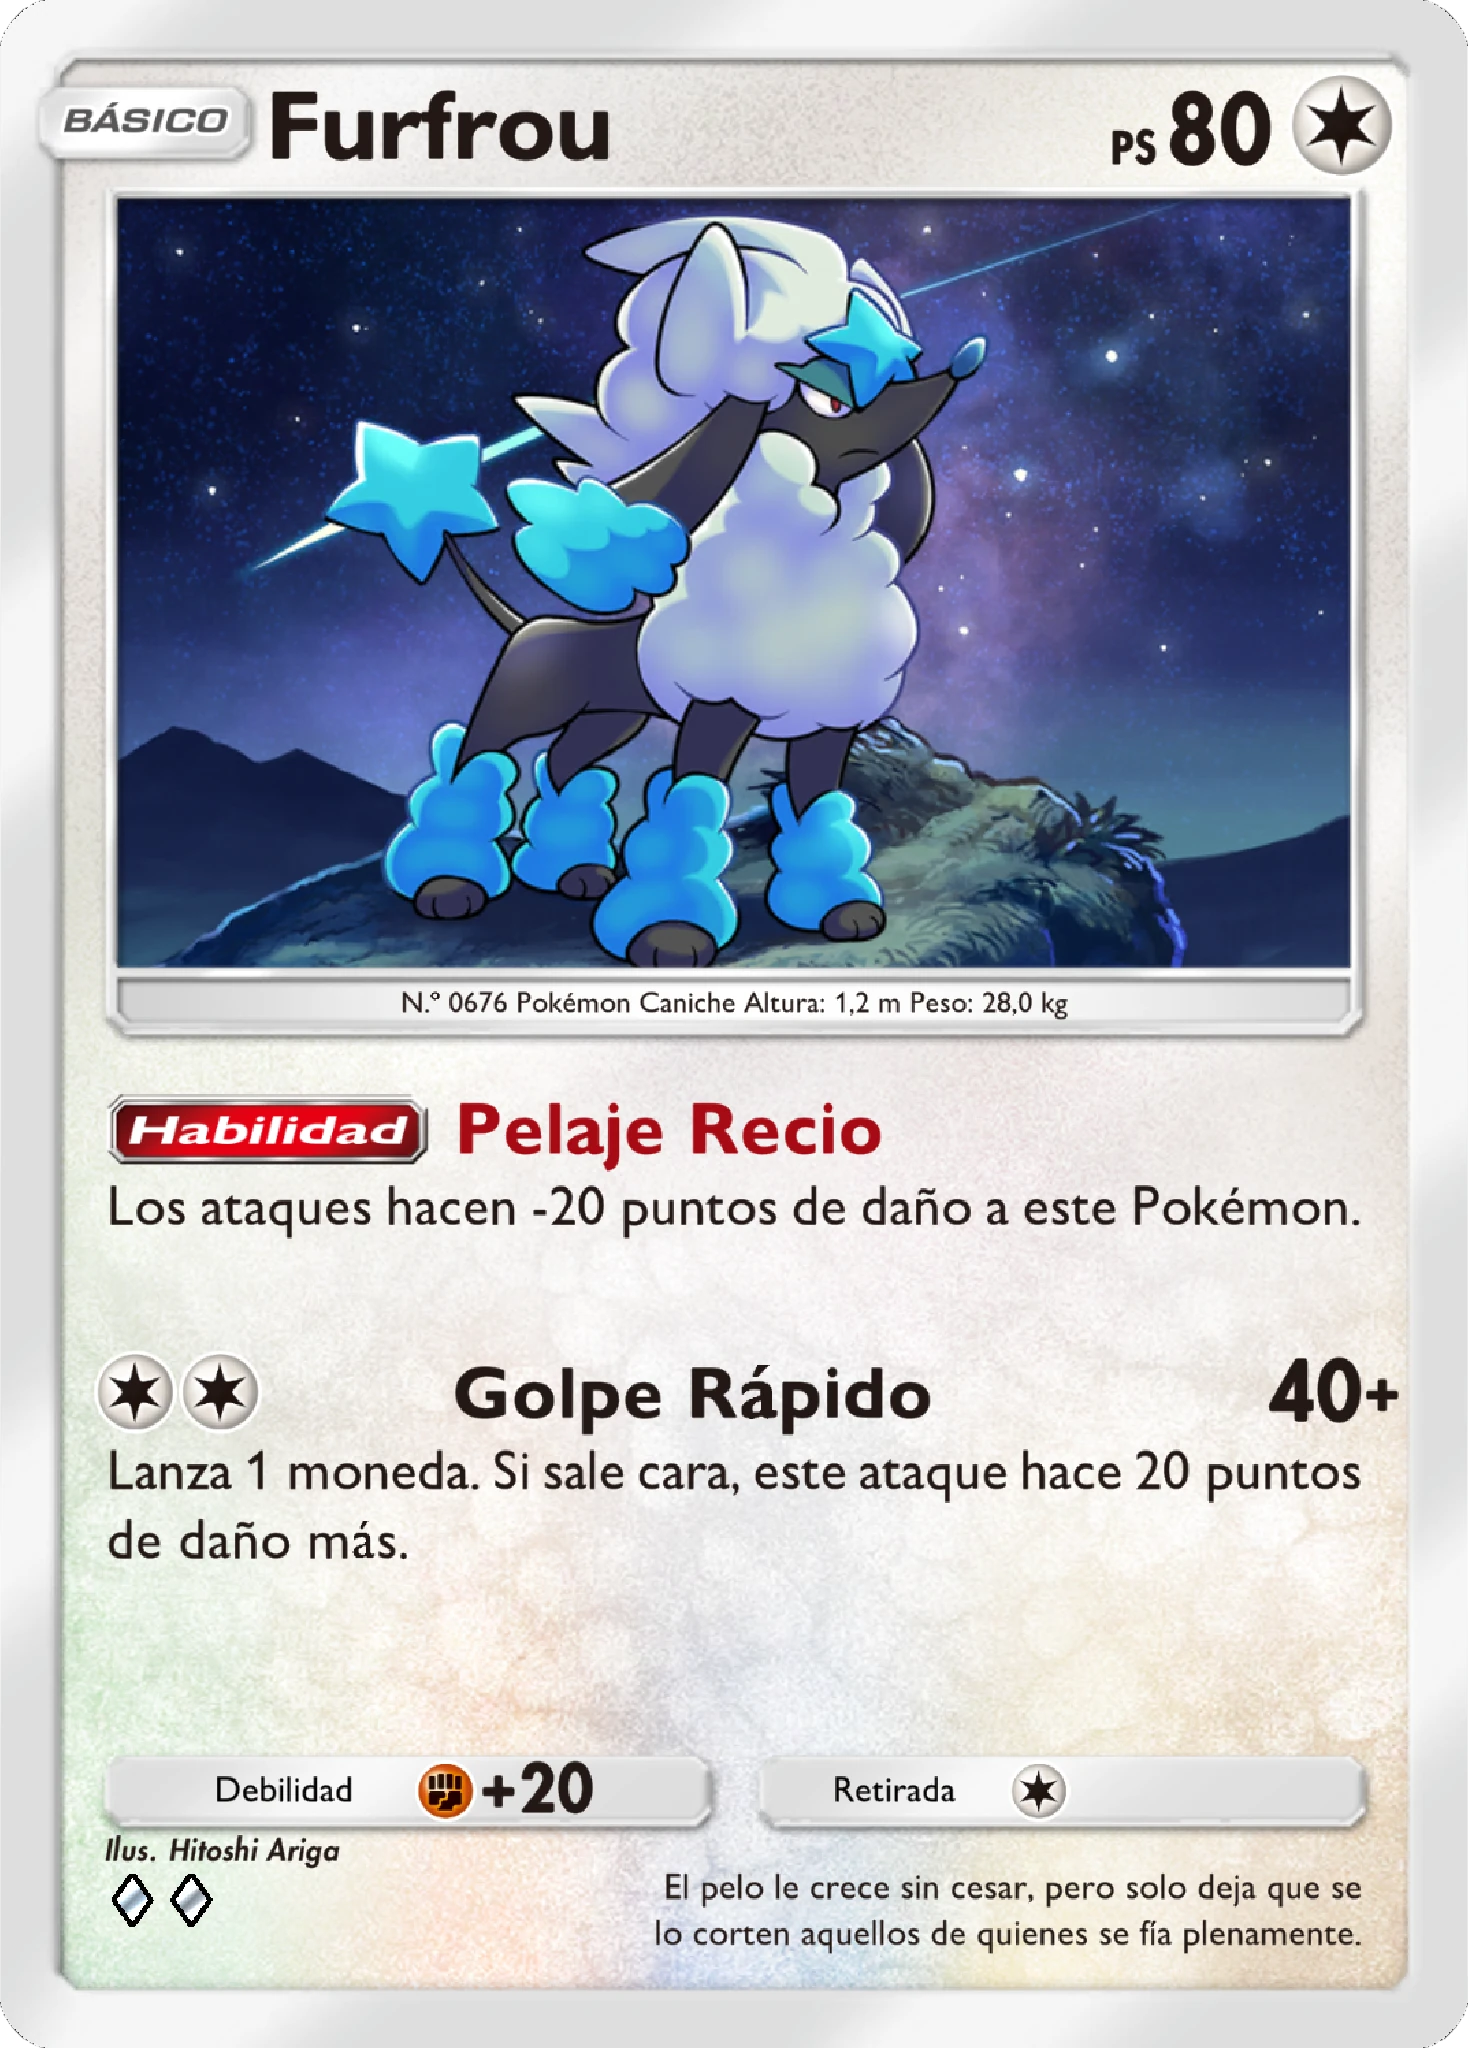 BÁSICO Furfrou PS 80
N.º 0676 Pokémon Caniche Altura: 1,2 m Peso: 28,0 kg
Habilidad Pelaje Recio
Los ataques hacen -20 puntos de daño a este Pokémon.
Golpe Rápido 40+
Lanza 1 moneda. Si sale cara, este ataque hace 20 puntos
de daño más.
Debilidad +20 Retirada
Ilus. Hitoshi Ariga
El pelo le crece sin cesar, pero solo deja que se
lo corten aquellos de quienes se fía plenamente.